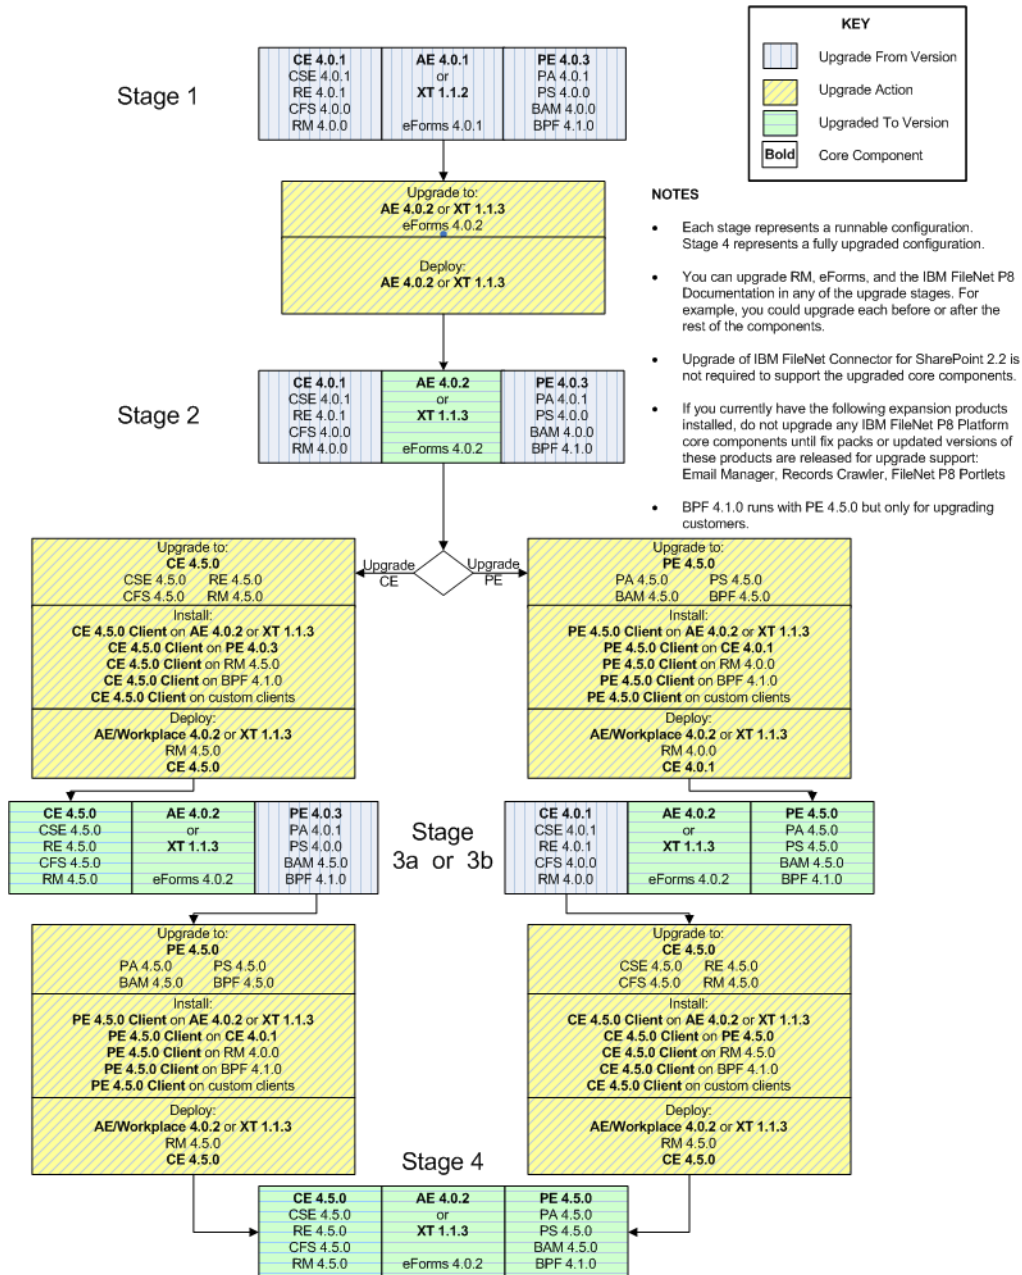 KEY
Upgrade From Version
Upgrade Action
Upgraded To Version
Bold Core Component
Stage 1
CE 4.0.1
CSE 4.0.1
RE 4.0.1
CFS 4.0.0
RM 4.0.0
AE 4.0.1
or
XT 1.1.2
eForms 4.0.1
PE 4.0.3
PA 4.0.1
PS 4.0.0
BAM 4.0.0
BPF 4.1.0
Upgrade to:
AE 4.0.2 or XT 1.1.3
eForms 4.0.2
Deploy:
AE 4.0.2 or XT 1.1.3
NOTES
• Each stage represents a runnable configuration.
Stage 4 represents a fully upgraded configuration.
• You can upgrade RM, eForms, and the IBM FileNet P8
Documentation in any of the upgrade stages. For
example, you could upgrade each before or after the
rest of the components.
• Upgrade of IBM FileNet Connector for SharePoint 2.2 is
not required to support the upgraded core components.
• If you currently have the following expansion products
installed, do not upgrade any IBM FileNet P8 Platform
core components until fix packs or updated versions of
these products are released for upgrade support:
Email Manager, Records Crawler, FileNet P8 Portlets
• BPF 4.1.0 runs with PE 4.5.0 but only for upgrading
customers.
Stage 2
CE 4.0.1
CSE 4.0.1
RE 4.0.1
CFS 4.0.0
RM 4.0.0
AE 4.0.2
or
XT 1.1.3
eForms 4.0.2
PE 4.0.3
PA 4.0.1
PS 4.0.0
BAM 4.0.0
BPF 4.1.0
Upgrade
CE
Upgrade
PE
Upgrade to:
CE 4.5.0
CSE 4.5.0 RE 4.5.0
CFS 4.5.0 RM 4.5.0
Install:
CE 4.5.0 Client on AE 4.0.2 or XT 1.1.3
CE 4.5.0 Client on PE 4.0.3
CE 4.5.0 Client on RM 4.5.0
CE 4.5.0 Client on BPF 4.1.0
CE 4.5.0 Client on custom clients
Deploy:
AE/Workplace 4.0.2 or XT 1.1.3
RM 4.5.0
CE 4.5.0
Upgrade to:
PE 4.5.0
PA 4.5.0 PS 4.5.0
BAM 4.5.0 BPF 4.5.0
Install:
PE 4.5.0 Client on AE 4.0.2 or XT 1.1.3
PE 4.5.0 Client on CE 4.0.1
PE 4.5.0 Client on RM 4.0.0
PE 4.5.0 Client on BPF 4.1.0
PE 4.5.0 Client on custom clients
Deploy:
AE/Workplace 4.0.2 or XT 1.1.3
RM 4.0.0
CE 4.0.1
CE 4.5.0
CSE 4.5.0
RE 4.5.0
CFS 4.5.0
RM 4.5.0
AE 4.0.2
or
XT 1.1.3
eForms 4.0.2
PE 4.0.3
PA 4.0.1
PS 4.0.0
BAM 4.5.0
BPF 4.1.0
Stage
3a or 3b
CE 4.0.1
CSE 4.0.1
RE 4.0.1
CFS 4.0.0
RM 4.0.0
AE 4.0.2
or
XT 1.1.3
eForms 4.0.2
PE 4.5.0
PA 4.5.0
PS 4.5.0
BAM 4.5.0
BPF 4.1.0
Upgrade to:
PE 4.5.0
PA 4.5.0 PS 4.5.0
BAM 4.5.0 BPF 4.5.0
Install:
PE 4.5.0 Client on AE 4.0.2 or XT 1.1.3
PE 4.5.0 Client on CE 4.0.1
PE 4.5.0 Client on RM 4.0.0
PE 4.5.0 Client on BPF 4.1.0
PE 4.5.0 Client on custom clients
Deploy:
AE/Workplace 4.0.2 or XT 1.1.3
RM 4.5.0
CE 4.5.0
Upgrade to:
CE 4.5.0
CSE 4.5.0 RE 4.5.0
CFS 4.5.0 RM 4.5.0
Install:
CE 4.5.0 Client on AE 4.0.2 or XT 1.1.3
CE 4.5.0 Client on PE 4.5.0
CE 4.5.0 Client on RM 4.5.0
CE 4.5.0 Client on BPF 4.1.0
CE 4.5.0 Client on custom clients
Deploy:
AE/Workplace 4.0.2 or XT 1.1.3
RM 4.5.0
CE 4.5.0
Stage 4
CE 4.5.0
CSE 4.5.0
RE 4.5.0
CFS 4.5.0
RM 4.5.0
AE 4.0.2
or
XT 1.1.3
eForms 4.0.2
PE 4.5.0
PA 4.5.0
PS 4.5.0
BAM 4.5.0
BPF 4.1.0